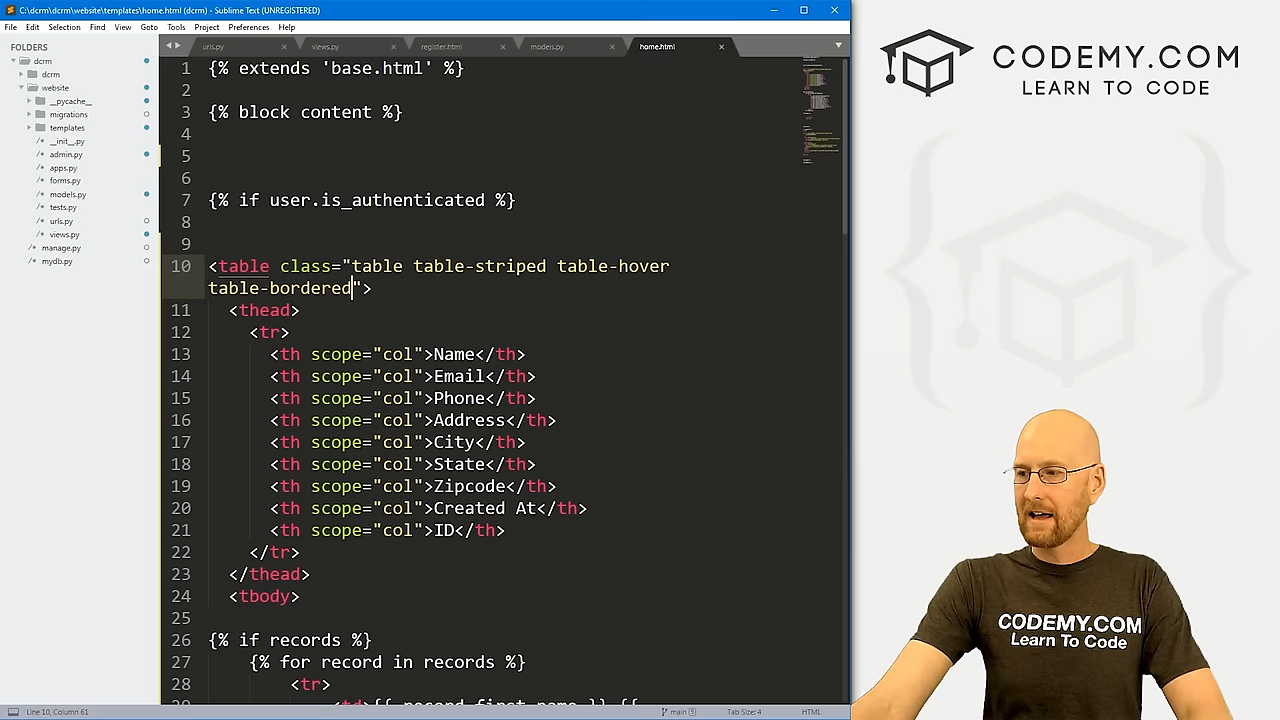 C:\dcrm\dcrm\website\templates\home.html (dcrm) - Sublime Text (UNREGISTERED)
File Edit Selection Find View Goto Tools Project Preferences Help
FOLDERS
dcrm
dcrm
website
__pycache__
migrations
templates
__init__.py
admin.py
apps.py
forms.py
models.py
tests.py
urls.py
views.py
manage.py
mydb.py
urls.py views.py register.html models.py home.html
1 {% extends 'base.html' %}
2
3 {% block content %}
4
5
6
7 {% if user.is_authenticated %}
8
9
10 <table class="table table-striped table-hover
table-bordered">
11 <thead>
12 <tr>
13 <th scope="col">Name</th>
14 <th scope="col">Email</th>
15 <th scope="col">Phone</th>
16 <th scope="col">Address</th>
17 <th scope="col">City</th>
18 <th scope="col">State</th>
19 <th scope="col">Zipcode</th>
20 <th scope="col">Created At</th>
21 <th scope="col">ID</th>
22 </tr>
23 </thead>
24 <tbody>
25
26 {% if records %}
27 {% for record in records %}
28 <tr>
29 <td>{{ record.first_name }} {{
Line 10, Column 61
main 9
Tab Size: 4
HTML
CODEMY.COM
LEARN TO CODE
CODEMY.COM
Learn To Code